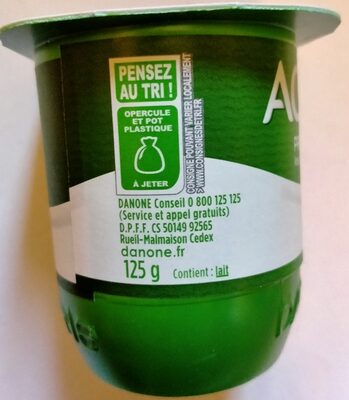 PENSEZ
AU TRI !
OPERCULE
ET POT
PLASTIQUE
À JETER
CONSIGNE POUVANT VARIER LOCALEMENT
> WWW.CONSIGNESDETRI.FR
DANONE Conseil 0 800 125 125
(Service et appel gratuits)
D.P.F.F. CS 50149 92565
Rueil-Malmaison Cedex
danone.fr
125 g Contient : lait